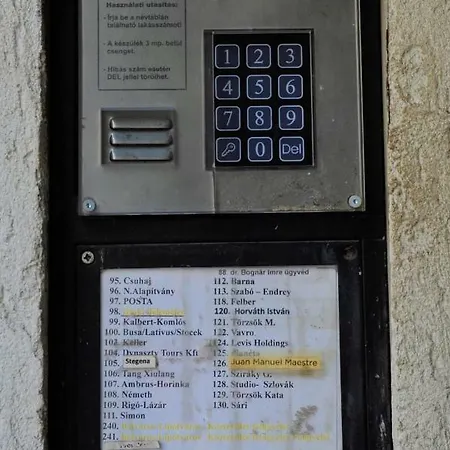 Használati utasítás:
- Írja be a névtáblán
található lakásszámot!
- A készülék 3 mp. belül
csenget.
- Hibás szám esetén
DEL jellel törölhet.
1 2 3
4 5 6
7 8 9
0 Del
88. dr. Bognár Imre ügyvéd
95. Csuhaj
96. N.Alapítvány
97. POSTA
98.
99. Kalbert-Komlós
100. Busa/Lativus/Stocek
102. Keller
104. Dynaszty Tours Kft
105. Stegena
106. Tang Xiulang
107. Ambrus-Horinka
108. Németh
109. Rigó-Lázár
111. Simon
240.
241.
112. Barna
113. Szabó – Endrey
118. Felber
120. Horváth István
121. Törzsök M.
122. Vavro
124. Levis Holdings
125.
126. Juan Manuel Maestre
127. Sziráky G.
128. Studio- Szlovák
129. Törzsök Kata
130. Sári